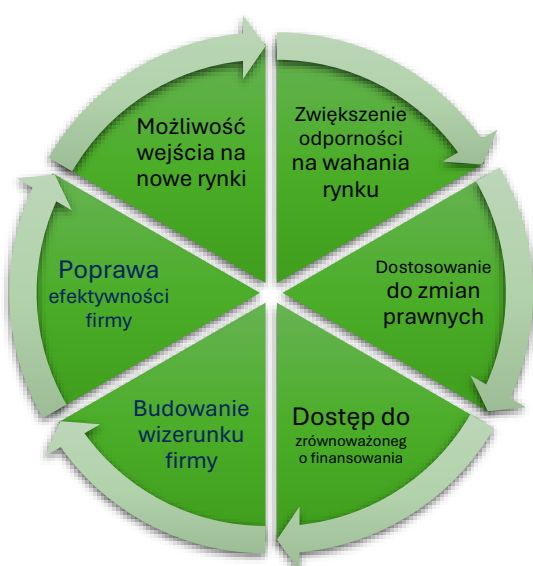 Zwiększenie
odporności
na wahania
rynku
Dostosowanie
do zmian
prawnych
Dostęp do
zrównoważoneg
o finansowania
Budowanie
wizerunku
firmy
Poprawa
efektywności
firmy
Możliwość
wejścia na
nowe rynki